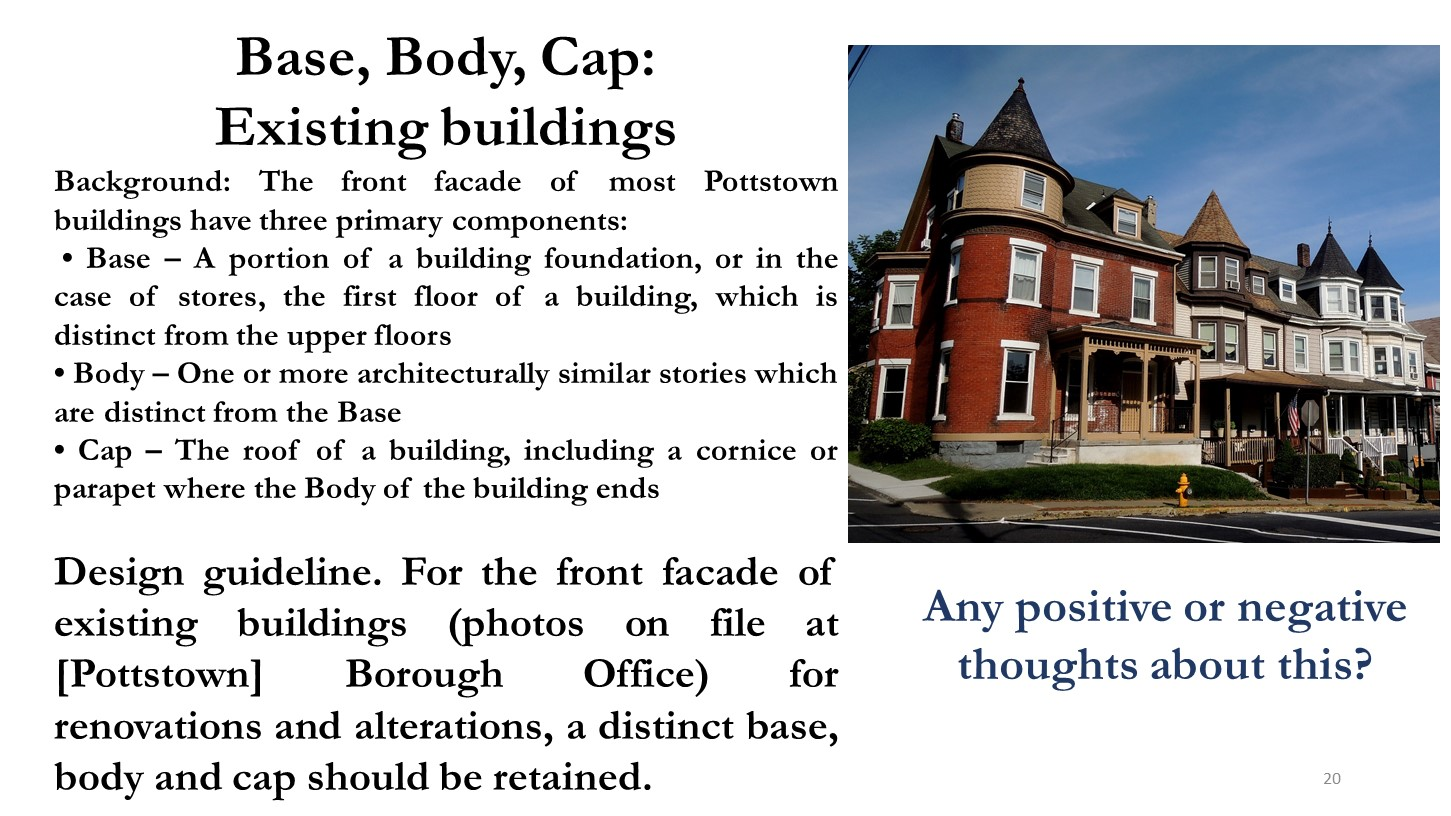 Base, Body, Cap:
Existing buildings
Background: The front facade of most Pottstown
buildings have three primary components:
• Base – A portion of a building foundation, or in the
case of stores, the first floor of a building, which is
distinct from the upper floors
• Body – One or more architecturally similar stories which
are distinct from the Base
• Cap – The roof of a building, including a cornice or
parapet where the Body of the building ends
Design guideline. For the front facade of
existing buildings (photos on file at
[Pottstown] Borough Office) for
renovations and alterations, a distinct base,
body and cap should be retained.
Any positive or negative
thoughts about this?
20